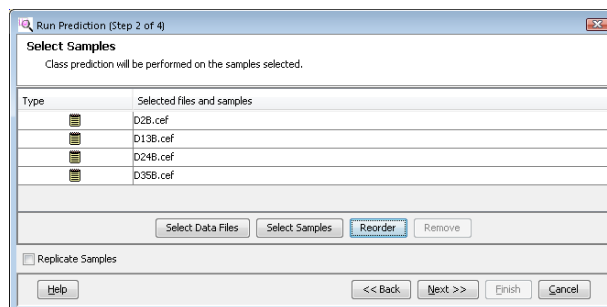 Run Prediction (Step 2 of 4)
Select Samples
Class prediction will be performed on the samples selected.
Type Selected files and samples
D2B.cef
D13B.cef
D24B.cef
D35B.cef
Select Data Files Select Samples Reorder Remove
Replicate Samples
Help << Back Next >> Finish Cancel